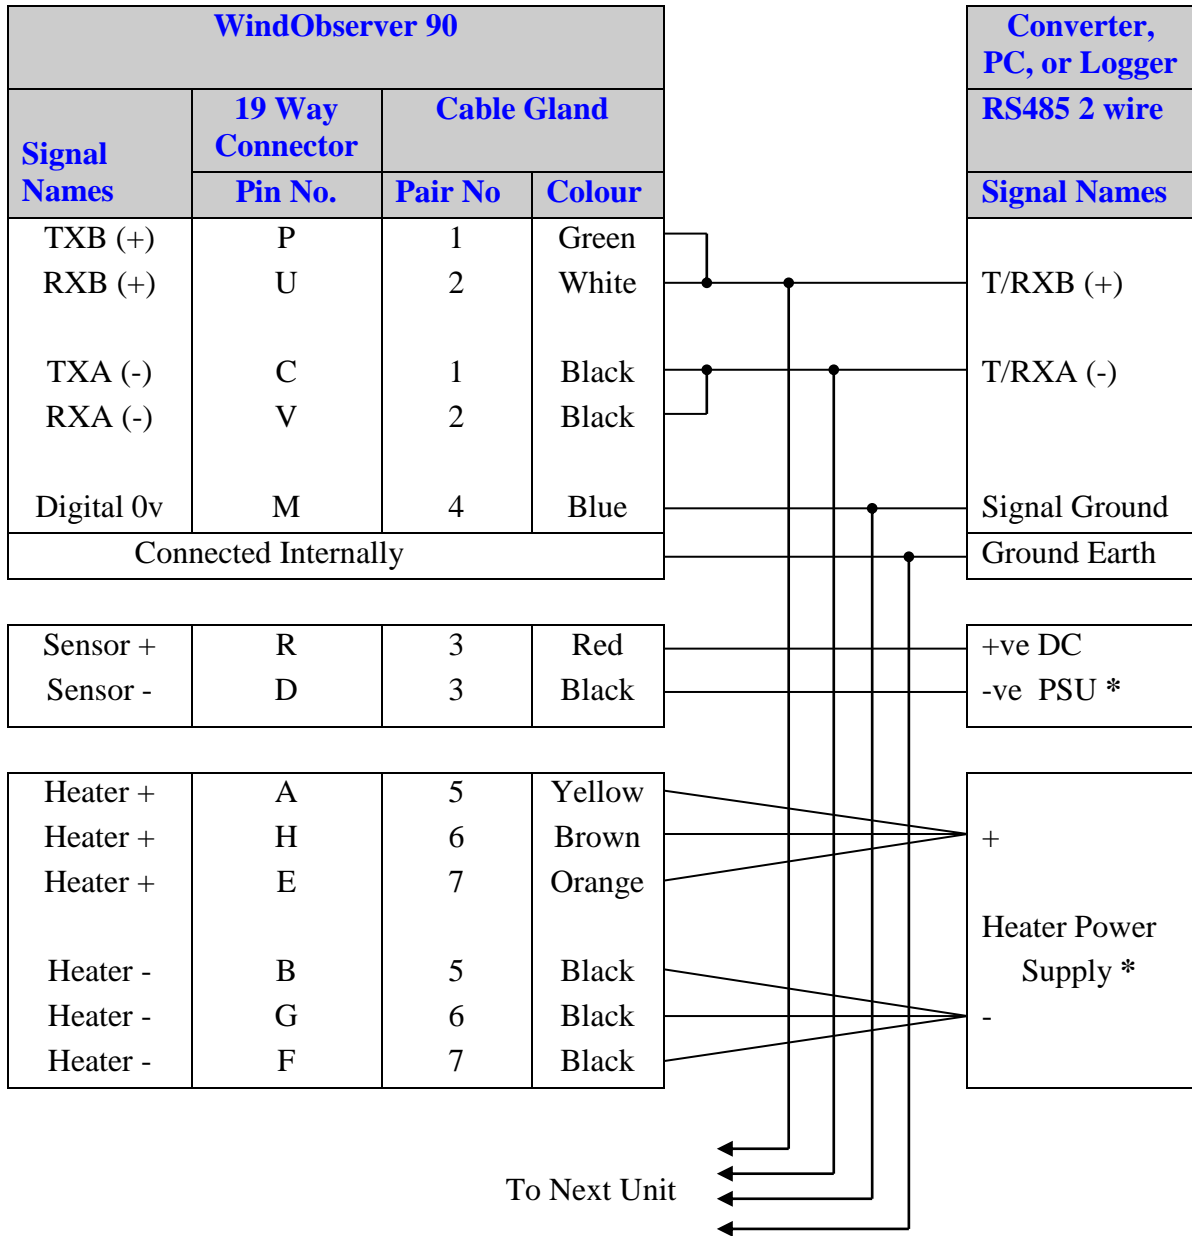 WindObserver 90 Converter, PC, or Logger
Signal Names 19 Way Connector Cable Gland RS485 2 wire
Pin No. Pair No Colour Signal Names
TXB (+) P 1 Green
RXB (+) U 2 White T/RXB (+)
TXA (-) C 1 Black T/RXA (-)
RXA (-) V 2 Black
Digital 0v M 4 Blue Signal Ground
Connected Internally Ground Earth
Sensor + R 3 Red +ve DC
Sensor - D 3 Black -ve PSU *
Heater + A 5 Yellow
Heater + H 6 Brown +
Heater + E 7 Orange
Heater Power
Heater - B 5 Black Supply *
Heater - G 6 Black -
Heater - F 7 Black
To Next Unit